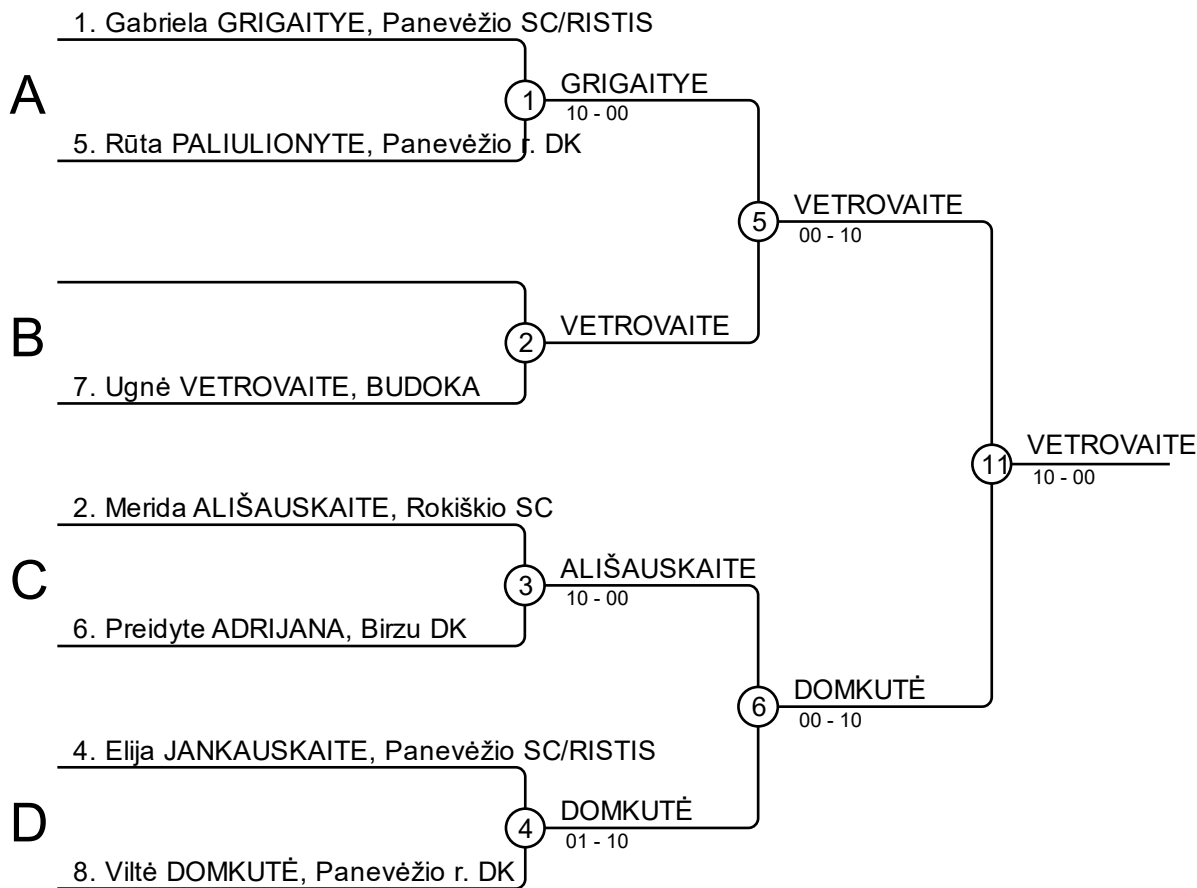 1. Gabriela GRIGAITYE, Panevėžio SC/RISTIS
A
1
GRIGAITYE
10 - 00
5. Rūta PALIULIONYTE, Panevėžio r. DK
5
VETROVAITE
00 - 10
B
2
VETROVAITE
7. Ugnė VETROVAITE, BUDOKA
11
VETROVAITE
10 - 00
2. Merida ALIŠAUSKAITE, Rokiškio SC
C
3
ALIŠAUSKAITE
10 - 00
6. Preidyte ADRIJANA, Birzu DK
6
DOMKUTĖ
00 - 10
4. Elija JANKAUSKAITE, Panevėžio SC/RISTIS
D
4
DOMKUTĖ
01 - 10
8. Viltė DOMKUTĖ, Panevėžio r. DK